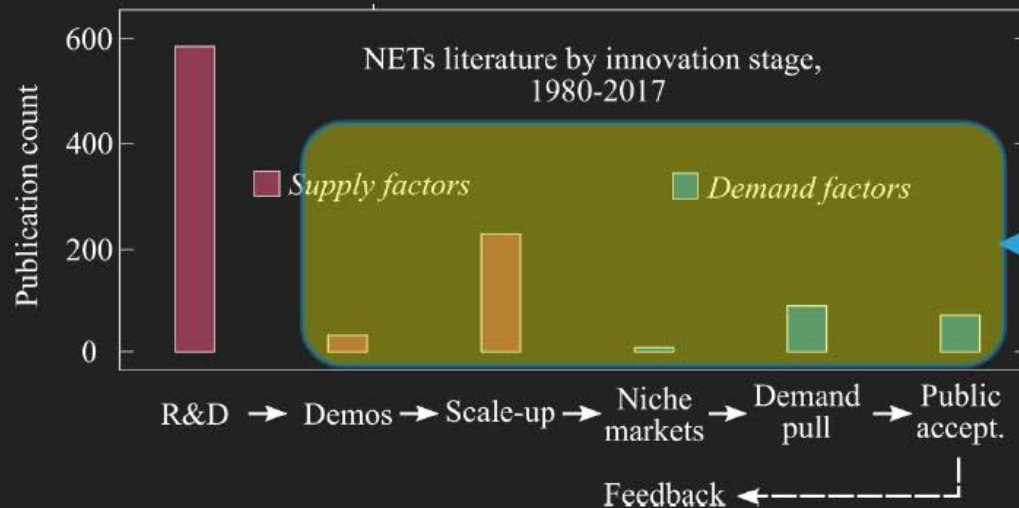 NETs literature by innovation stage,
1980-2017
Publication count
600
400
200
0
Supply factors
Demand factors
R&D
Demos
Scale-up
Niche
markets
Demand
pull
Public
accept.
Feedback